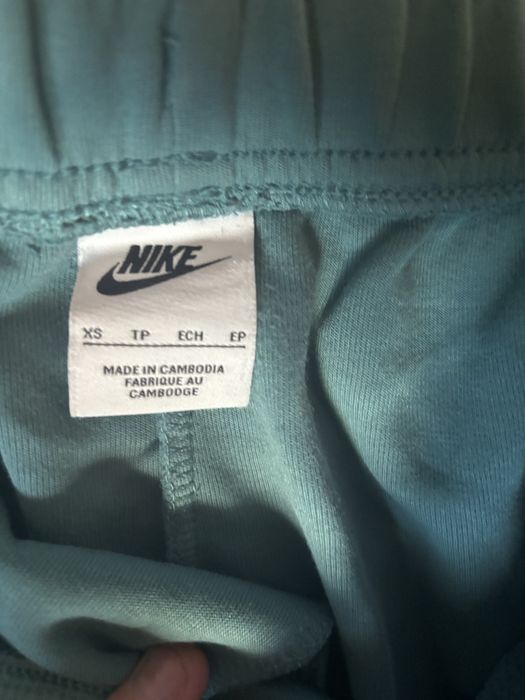 NIKE
XS TP ECH EP
MADE IN CAMBODIA
FABRIQUE AU
CAMBODGE